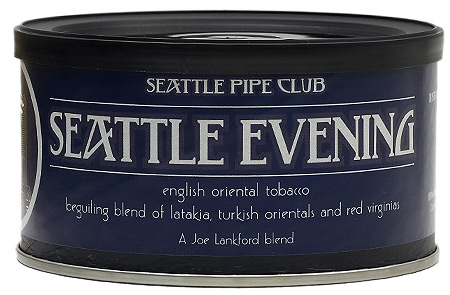 SEATTLE PIPE CLUB
SEATTLE EVENING
english oriental tobacco
beguiling blend of latakia, turkish orientals and red virginias
A Joe Lankford blend